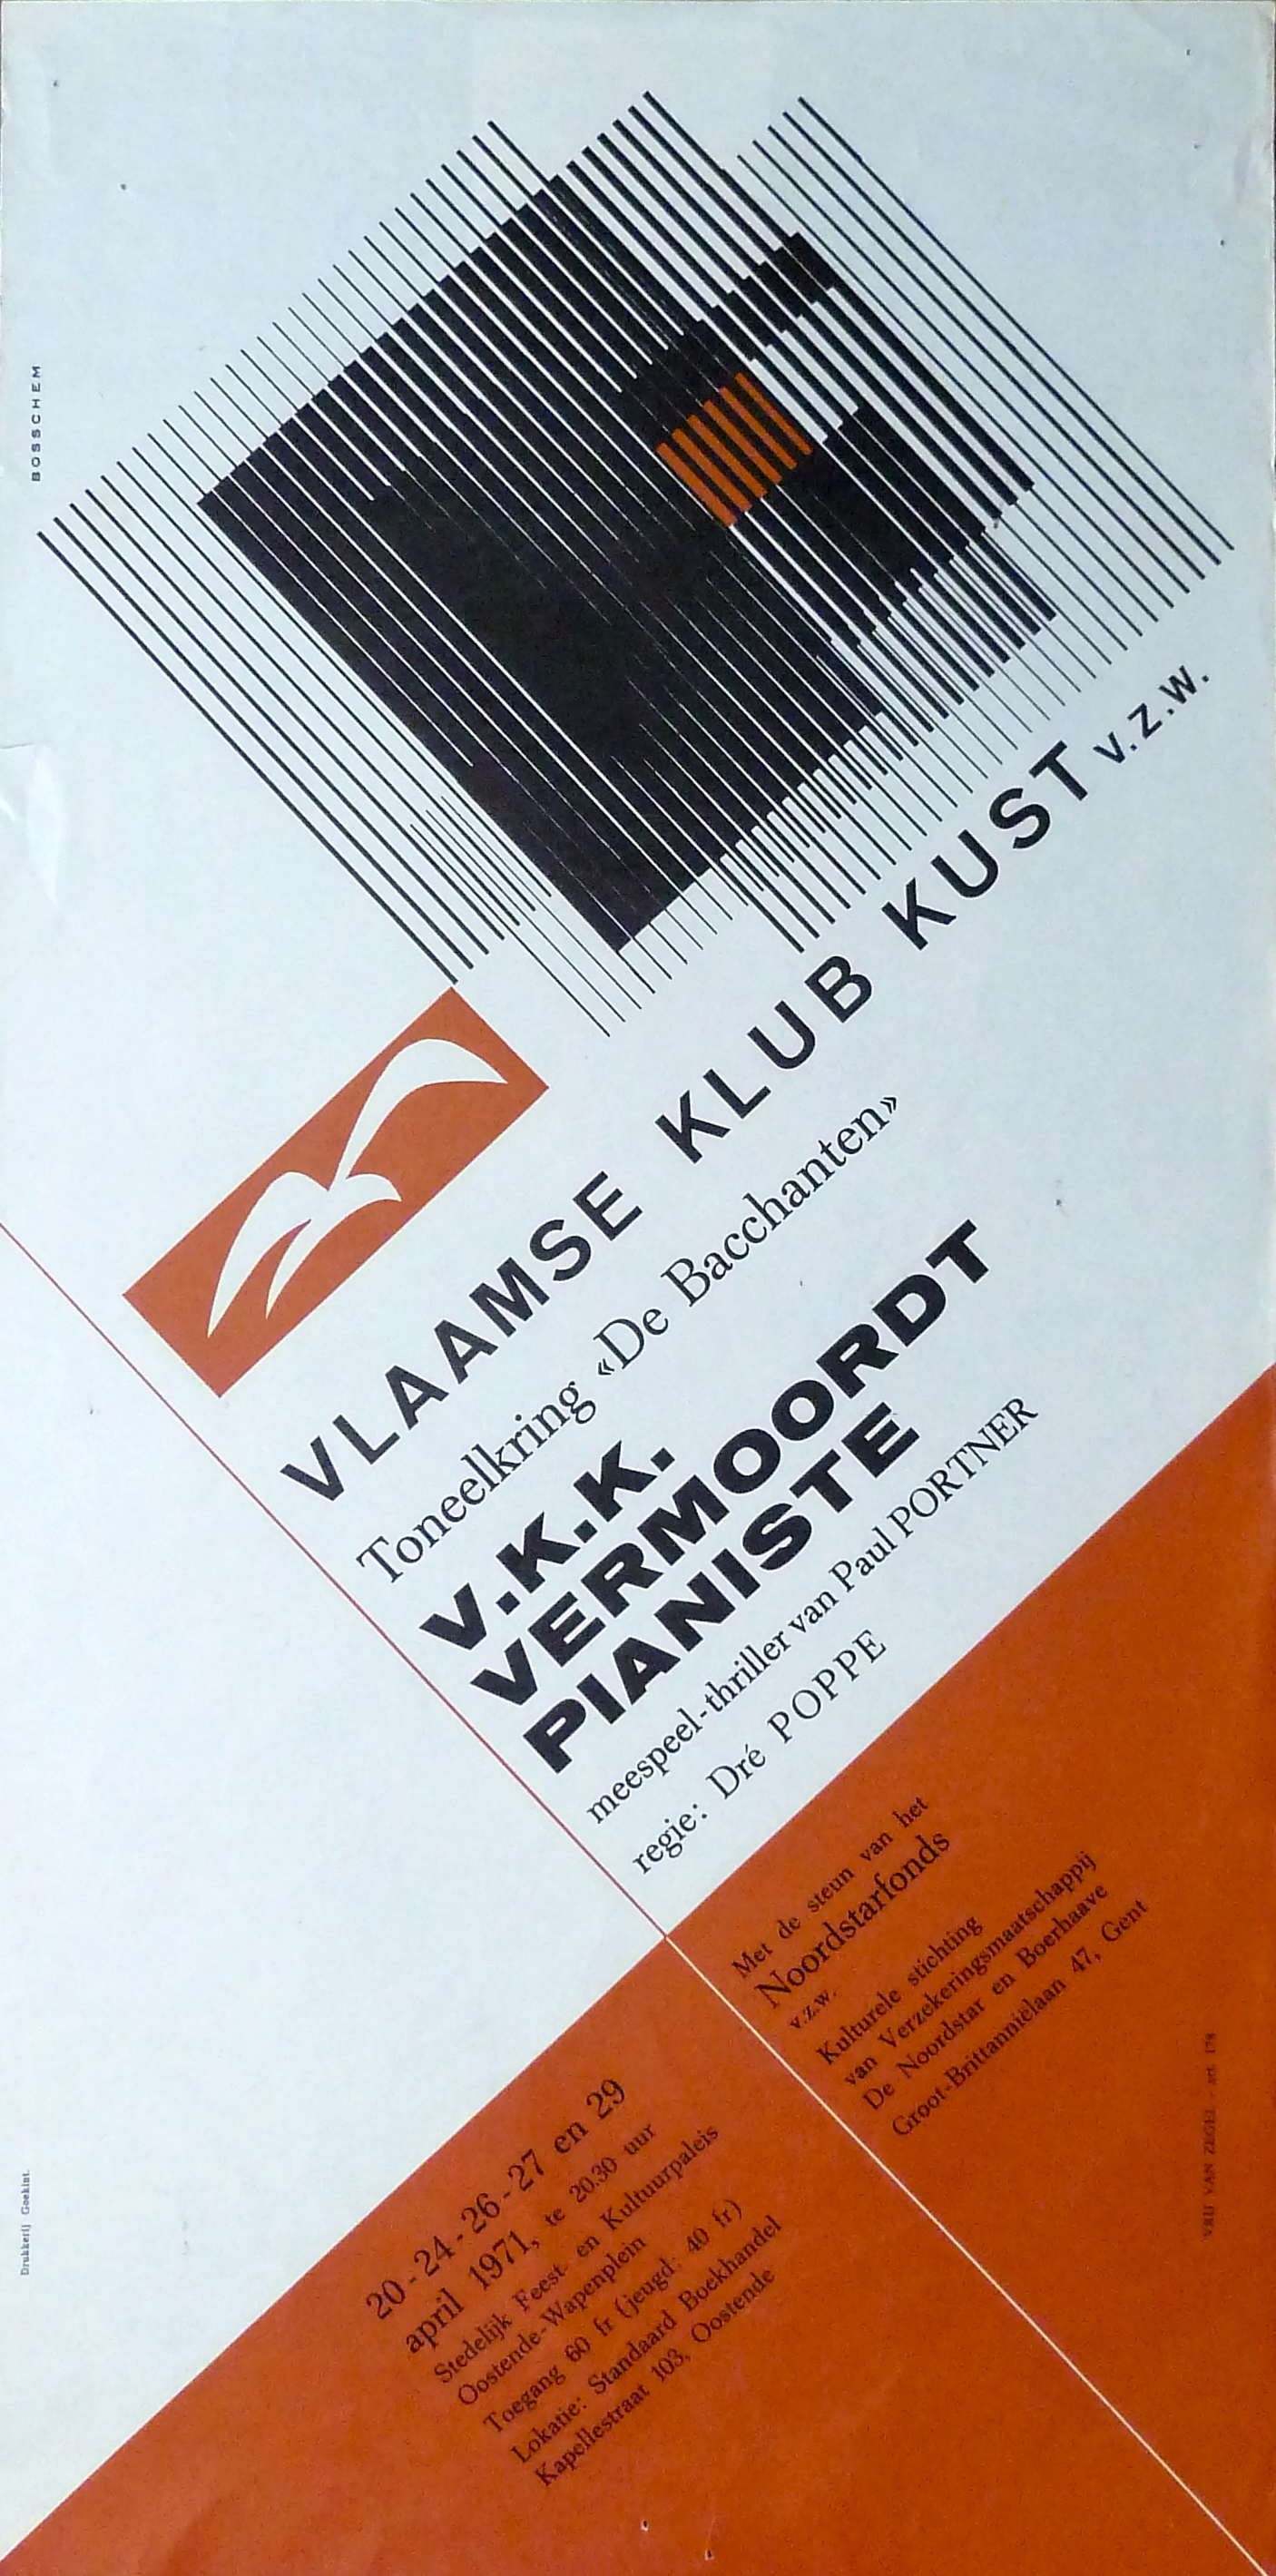 BOSSCHEM
VLAAMSE KLUB KUST v.z.w.
Toneelkring «De Bacchanten»
V.K.K.
VERMOORDT
PIANISTE
meespeel-thriller van Paul PORTNER
regie: Dré POPPE
Met de steun van het
Noordstarfonds
v.z.w.
Kulturele stichting
van Verzekeringsmaatschappij
De Noordstar en Boerhaave
Groot-Brittanniëlaan 47, Gent
20-24-26-27 en 29
april 1971, te 20.30 uur
Stedelijk Feest- en Kultuurpaleis
Oostende-Wapenplein
Toegang 60 fr (jeugd: 40 fr)
Lokatie: Standaard Boekhandel
Kapellestraat 103, Oostende
VRIJ VAN ZEGEL - art. 178
Drukkerij Goekint.